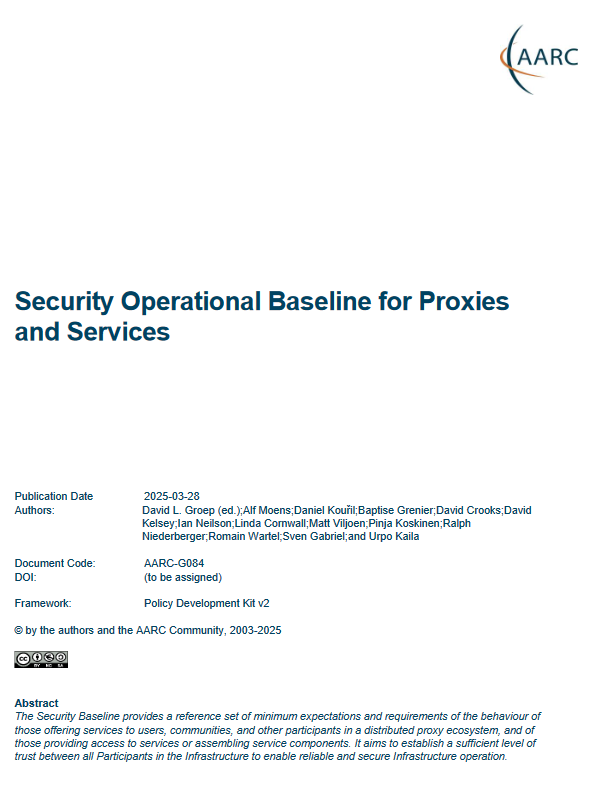 AARC
Security Operational Baseline for Proxies
and Services
Publication Date 2025-03-28
Authors: David L. Groep (ed.);Alf Moens;Daniel Kouřil;Baptise Grenier;David Crooks;David
Kelsey;Ian Neilson;Linda Cornwall;Matt Viljoen;Pinja Koskinen;Ralph
Niederberger;Romain Wartel;Sven Gabriel;and Urpo Kaila
Document Code: AARC-G084
DOI: (to be assigned)
Framework: Policy Development Kit v2
© by the authors and the AARC Community, 2003-2025
cc BY NC SA
Abstract
The Security Baseline provides a reference set of minimum expectations and requirements of the behaviour of
those offering services to users, communities, and other participants in a distributed proxy ecosystem, and of
those providing access to services or assembling service components. It aims to establish a sufficient level of
trust between all Participants in the Infrastructure to enable reliable and secure Infrastructure operation.